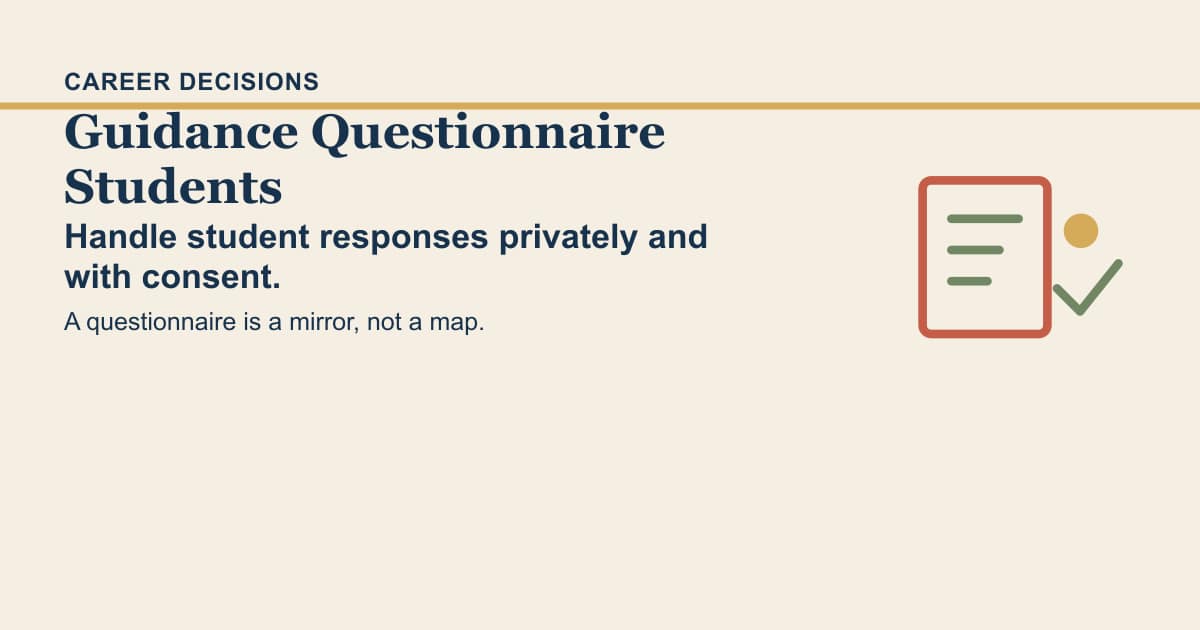 CAREER DECISIONS
Guidance Questionnaire
Students
Handle student responses privately and
with consent.
A questionnaire is a mirror, not a map.